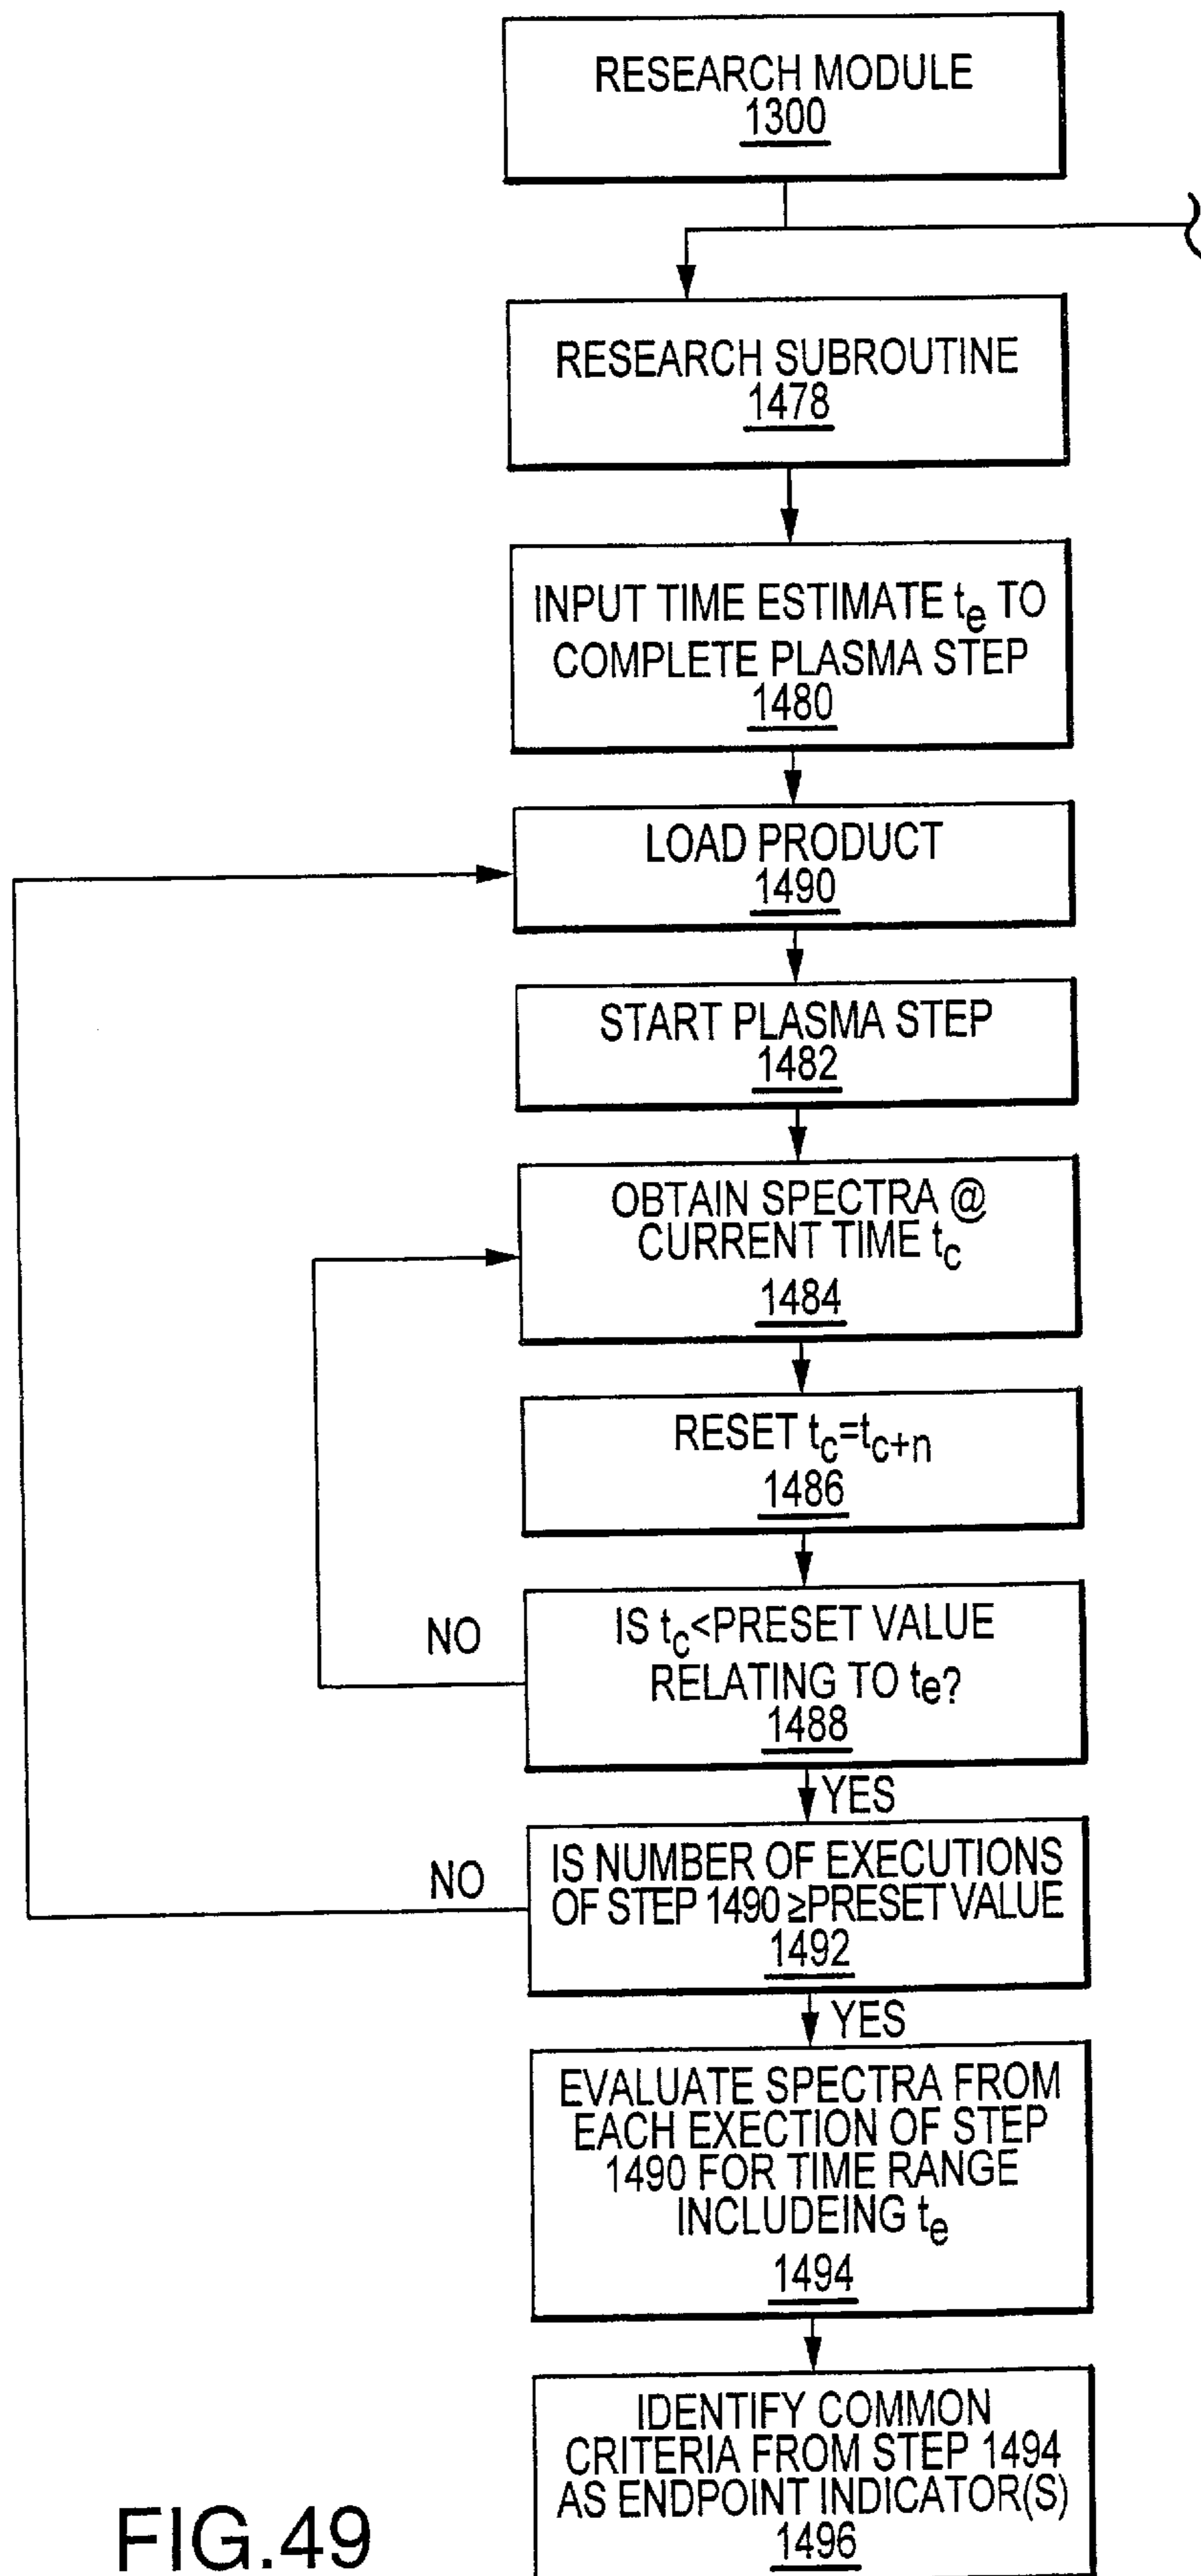 RESEARCH MODULE
1300
RESEARCH SUBROUTINE
1478
INPUT TIME ESTIMATE te TO
COMPLETE PLASMA STEP
1480
LOAD PRODUCT
1490
START PLASMA STEP
1482
OBTAIN SPECTRA @
CURRENT TIME tc
1484
RESET tc=tc+n
1486
IS tc<PRESET VALUE
RELATING TO te?
1488
NO
YES
IS NUMBER OF EXECUTIONS
OF STEP 1490 ≥PRESET VALUE
1492
NO
YES
EVALUATE SPECTRA FROM
EACH EXECTION OF STEP
1490 FOR TIME RANGE
INCLUDEING te
1494
IDENTIFY COMMON
CRITERIA FROM STEP 1494
AS ENDPOINT INDICATOR(S)
1496
FIG.49